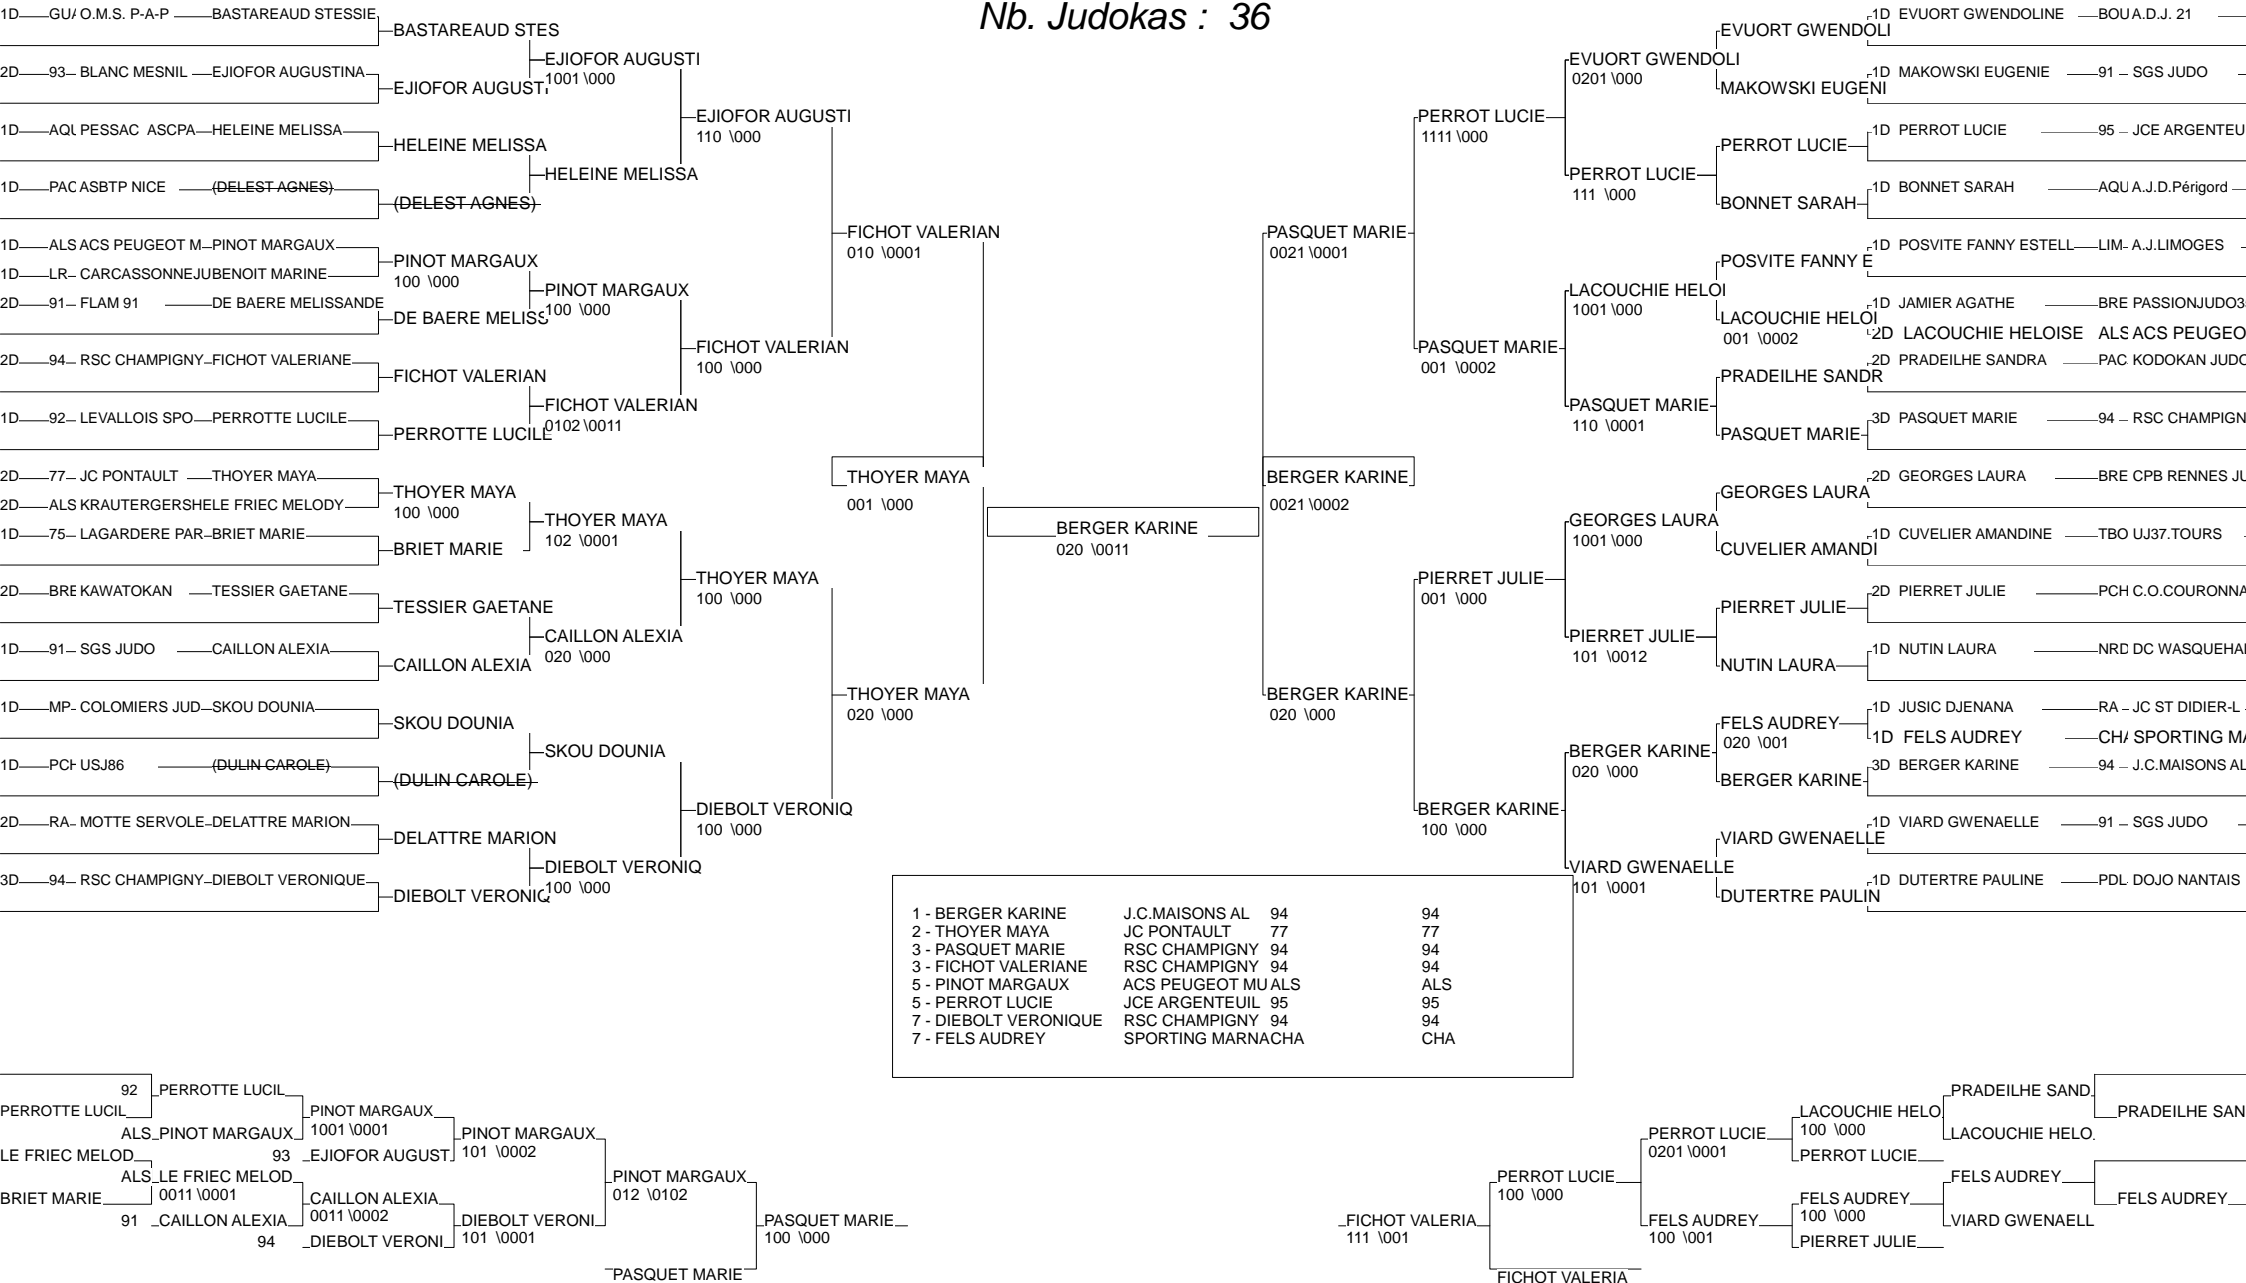 Nb. Judokas : 36
1D GU/ O.M.S. P-A-P BASTAREAUD STESSIE
2D 93 BLANC MESNIL EJIOFOR AUGUSTINA
1D AQU PESSAC ASCPA HELEINE MELISSA
1D PAC ASBTP NICE (DELEST AGNES)
1D ALS ACS PEUGEOT M PINOT MARGAUX
1D LR CARCASSONNEJU BENOIT MARINE
2D 91 FLAM 91 DE BAERE MELISSANDE
2D 94 RSC CHAMPIGNY FICHOT VALERIANE
1D 92 LEVALLOIS SPO PERROTTE LUCILE
2D 77 JC PONTAULT THOYER MAYA
2D ALS KRAUTERGERSHE LE FRIEC MELODY
1D 75 LAGARDERE PAR BRIET MARIE
2D BRE KAWATOKAN TESSIER GAETANE
1D 91 SGS JUDO CAILLON ALEXIA
1D MP COLOMIERS JUD SKOU DOUNIA
1D PCH USJ86 (DULIN CAROLE)
2D RA MOTTE SERVOLE DELATTRE MARION
3D 94 RSC CHAMPIGNY DIEBOLT VERONIQUE
BASTAREAUD STES
EJIOFOR AUGUSTI
HELEINE MELISSA
(DELEST AGNES)
PINOT MARGAUX
100 \000
DE BAERE MELISS
FICHOT VALERIAN
PERROTTE LUCILE
THOYER MAYA
100 \000
BRIET MARIE
TESSIER GAETANE
CAILLON ALEXIA
SKOU DOUNIA
(DULIN CAROLE)
DELATTRE MARION
DIEBOLT VERONIQ
EJIOFOR AUGUSTI
1001 \000
HELEINE MELISSA
PINOT MARGAUX
100 \000
FICHOT VALERIAN
0102 \0011
THOYER MAYA
102 \0001
CAILLON ALEXIA
020 \000
SKOU DOUNIA
DIEBOLT VERONIQ
100 \000
EJIOFOR AUGUSTI
110 \000
FICHOT VALERIAN
100 \000
THOYER MAYA
100 \000
DIEBOLT VERONIQ
100 \000
FICHOT VALERIAN
010 \0001
THOYER MAYA
020 \000
THOYER MAYA
001 \000
BERGER KARINE
020 \0011
BERGER KARINE
0021 \0002
PASQUET MARIE
0021 \0001
BERGER KARINE
020 \000
PERROT LUCIE
1111 \000
PASQUET MARIE
001 \0002
PIERRET JULIE
001 \000
BERGER KARINE
100 \000
EVUORT GWENDOLI
0201 \000
PERROT LUCIE
111 \000
LACOUCHIE HELOI
1001 \000
PASQUET MARIE
110 \0001
GEORGES LAURA
1001 \000
PIERRET JULIE
101 \0012
BERGER KARINE
020 \000
VIARD GWENAELLE
101 \0001
EVUORT GWENDOLI
MAKOWSKI EUGENI
PERROT LUCIE
BONNET SARAH
POSVITE FANNY E
LACOUCHIE HELOI
001 \0002
PRADEILHE SANDR
PASQUET MARIE
GEORGES LAURA
CUVELIER AMANDI
PIERRET JULIE
NUTIN LAURA
FELS AUDREY
020 \001
BERGER KARINE
VIARD GWENAELLE
DUTERTRE PAULIN
1D EVUORT GWENDOLINE BOU A.D.J. 21
1D MAKOWSKI EUGENIE 91 SGS JUDO
1D PERROT LUCIE 95 JCE ARGENTEU
1D BONNET SARAH AQU A.J.D.Périgord
1D POSVITE FANNY ESTELL LIM A.J.LIMOGES
1D JAMIER AGATHE BRE PASSIONJUDO3
2D LACOUCHIE HELOISE ALS ACS PEUGEO
2D PRADEILHE SANDRA PAC KODOKAN JUDO
3D PASQUET MARIE 94 RSC CHAMPIGN
2D GEORGES LAURA BRE CPB RENNES JU
1D CUVELIER AMANDINE TBO UJ37.TOURS
2D PIERRET JULIE PCH C.O.COURONNA
1D NUTIN LAURA NRD DC WASQUEHA
1D JUSIC DJENANA RA JC ST DIDIER-L
1D FELS AUDREY CHA SPORTING MA
3D BERGER KARINE 94 J.C.MAISONS AL
1D VIARD GWENAELLE 91 SGS JUDO
1D DUTERTRE PAULINE PDL DOJO NANTAIS
1 - BERGER KARINE J.C.MAISONS AL 94 94
2 - THOYER MAYA JC PONTAULT 77 77
3 - PASQUET MARIE RSC CHAMPIGNY 94 94
3 - FICHOT VALERIANE RSC CHAMPIGNY 94 94
5 - PINOT MARGAUX ACS PEUGEOT MU ALS ALS
5 - PERROT LUCIE JCE ARGENTEUIL 95 95
7 - DIEBOLT VERONIQUE RSC CHAMPIGNY 94 94
7 - FELS AUDREY SPORTING MARNA CHA CHA
PERROTTE LUCIL
LE FRIEC MELOD
BRIET MARIE
92 PERROTTE LUCIL
ALS PINOT MARGAUX
ALS LE FRIEC MELOD
0011 \0001
91 CAILLON ALEXIA
PINOT MARGAUX
1001 \0001
93 EJIOFOR AUGUST
CAILLON ALEXIA
0011 \0002
94 DIEBOLT VERONI
PINOT MARGAUX
101 \0002
DIEBOLT VERONI
101 \0001
PINOT MARGAUX
012 \0102
PASQUET MARIE
PASQUET MARIE
100 \000
FICHOT VALERIA
111 \001
PERROT LUCIE
100 \000
FICHOT VALERIA
PERROT LUCIE
0201 \0001
FELS AUDREY
100 \001
LACOUCHIE HELO
100 \000
PERROT LUCIE
FELS AUDREY
100 \000
PIERRET JULIE
PRADEILHE SAND
LACOUCHIE HELO
FELS AUDREY
VIARD GWENAELL
PRADEILHE SAN
FELS AUDREY